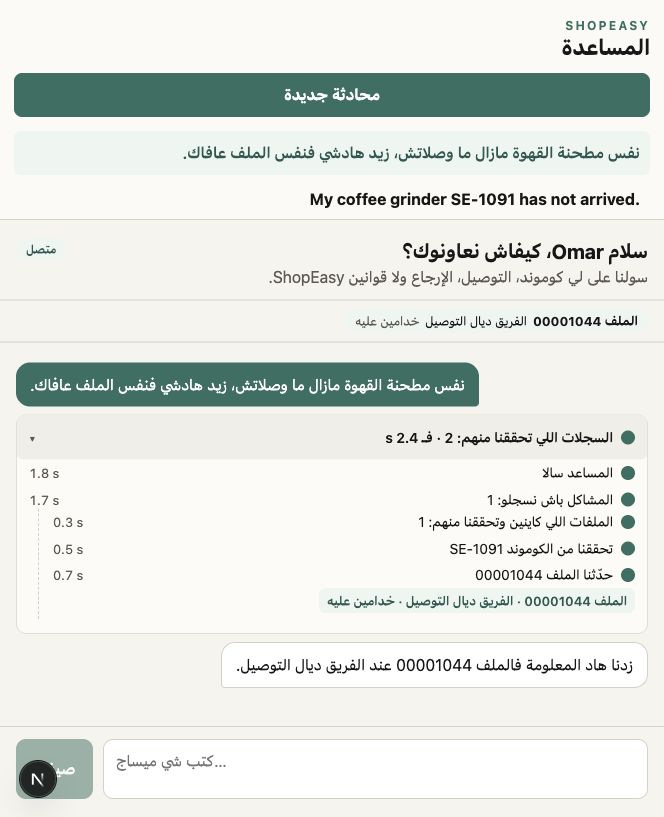 SHOPEASY
المساعدة
محادثة جديدة
نفس مطحنة القهوة مازال ما وصلاتش، زيد هادشي فنفس الملف عافاك.
My coffee grinder SE-1091 has not arrived.
سلام Omar، كيفاش نعاونوك؟
متصل
سولنا على لي كوموند، التوصيل، الإرجاع ولا قوانين ShopEasy.
الملف 00001044 الفريق ديال التوصيل خدامين عليه
نفس مطحنة القهوة مازال ما وصلاتش، زيد هادشي فنفس الملف عافاك.
السجلات اللي تحققنا منهم: 2 · فـ 2.4 s
المساعد سالا 1.8 s
المشاكل باش نسجلو: 1 1.7 s
الملفات اللي كاينين وتحققنا منهم: 1 0.3 s
تحققنا من الكوموند SE-1091 0.5 s
حدّثنا الملف 00001044 0.7 s
الملف 00001044 · الفريق ديال التوصيل · خدامين عليه
زدنا هاد المعلومة فالملف 00001044 عند الفريق ديال التوصيل.
كتب شي ميساج...
N